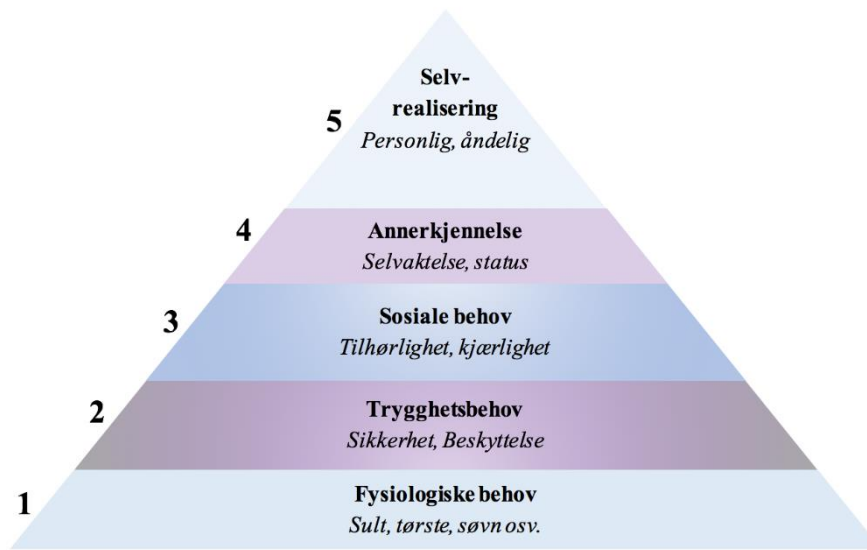 Selv-
realisering
5
Personlig, åndelig
4
Annerkjennelse
Selvaktelse, status
3
Sosiale behov
Tilhørlighet, kjærlighet
2
Trygghetsbehov
Sikkerhet, Beskyttelse
1
Fysiologiske behov
Sult, tørste, søvn osv.